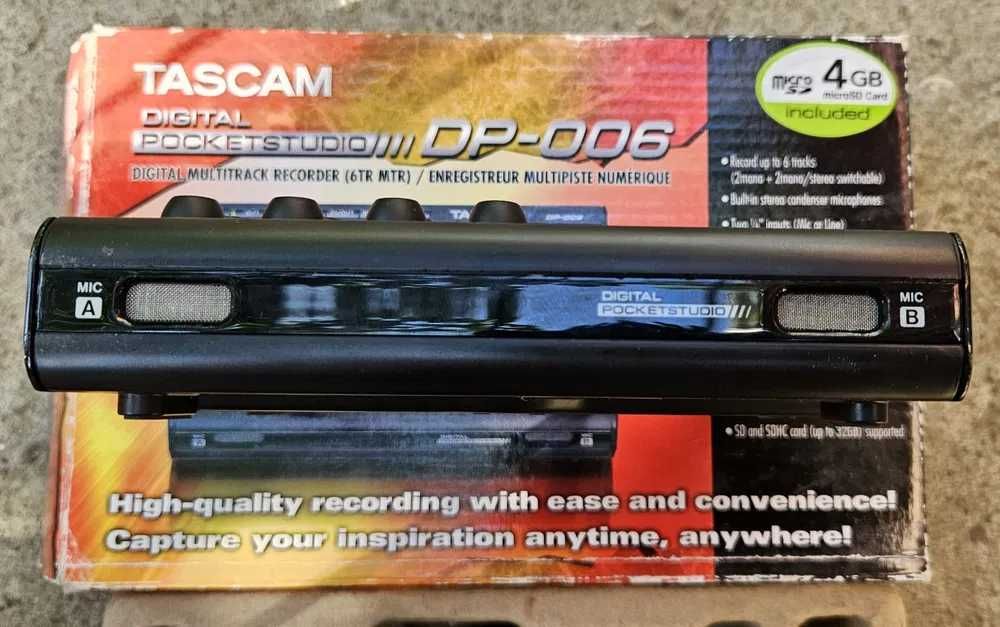 TASCAM
DIGITAL
POCKETSTUDIO
DP-006
DIGITAL MULTITRACK RECORDER (6TR MTR) / ENREGISTREUR MULTIPISTE NUMÉRIQUE
micro SD
4GB
microSD Card
included
• Record up to 6 tracks
(2mono + 2mono/stereo switchable)
• Built-in stereo condenser microphones
• Two ¼" inputs (Mic or Line)
MIC
A
DIGITAL
POCKETSTUDIO
MIC
B
• SD and SDHC card (up to 32GB) supported
High-quality recording with ease and convenience!
Capture your inspiration anytime, anywhere!